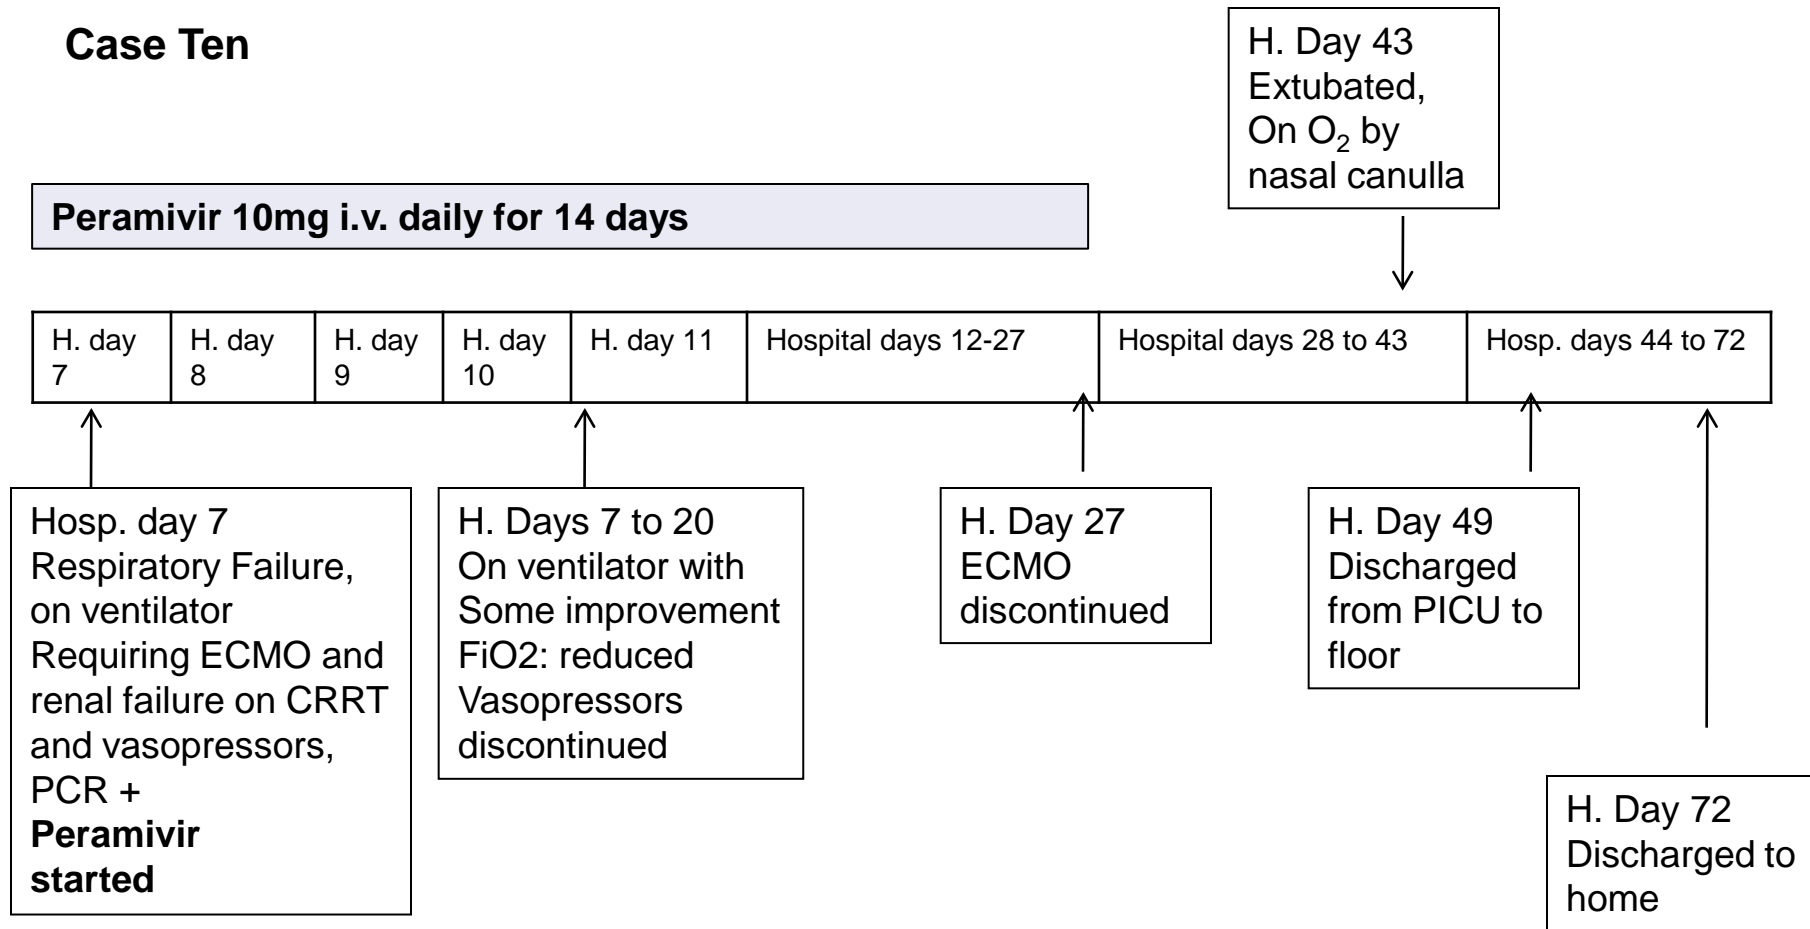 Case Ten
H. Day 43
Extubated,
On O₂ by
nasal canulla
Peramivir 10mg i.v. daily for 14 days
H. day
7
H. day
8
H. day
9
H. day
10
H. day 11
Hospital days 12-27
Hospital days 28 to 43
Hosp. days 44 to 72
Hosp. day 7
Respiratory Failure,
on ventilator
Requiring ECMO and
renal failure on CRRT
and vasopressors,
PCR +
Peramivir
started
H. Days 7 to 20
On ventilator with
Some improvement
FiO2: reduced
Vasopressors
discontinued
H. Day 27
ECMO
discontinued
H. Day 49
Discharged
from PICU to
floor
H. Day 72
Discharged to
home